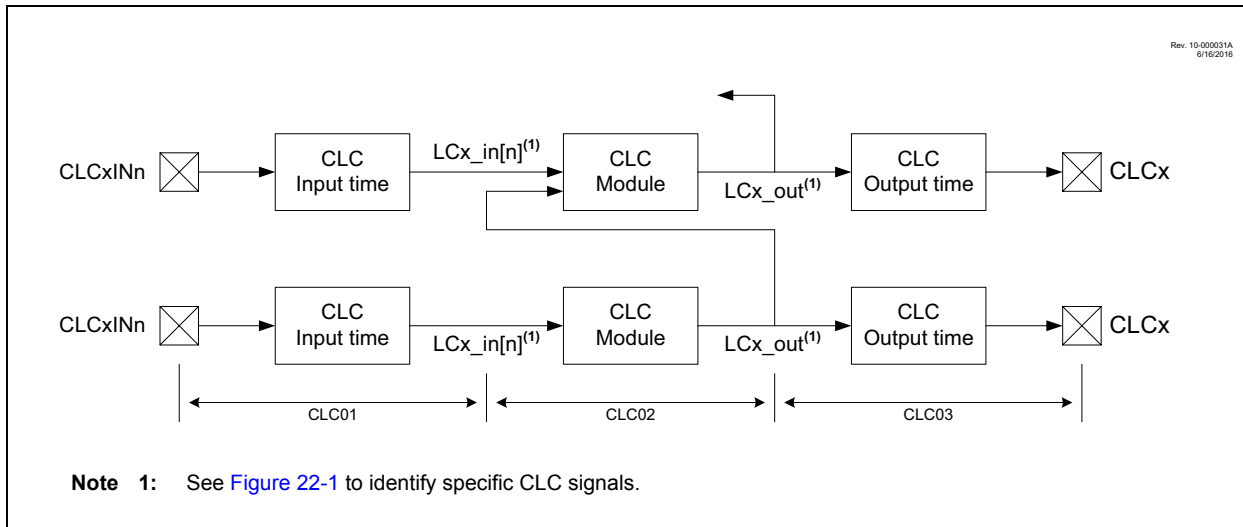 Rev. 10-000031A
6/16/2016
CLCxINn
CLC
Input time
LCx_in[n](1)
CLC
Module
LCx_out(1)
CLC
Output time
CLCx
CLCxINn
CLC
Input time
LCx_in[n](1)
CLC
Module
LCx_out(1)
CLC
Output time
CLCx
CLC01
CLC02
CLC03
Note 1: See Figure 22-1 to identify specific CLC signals.